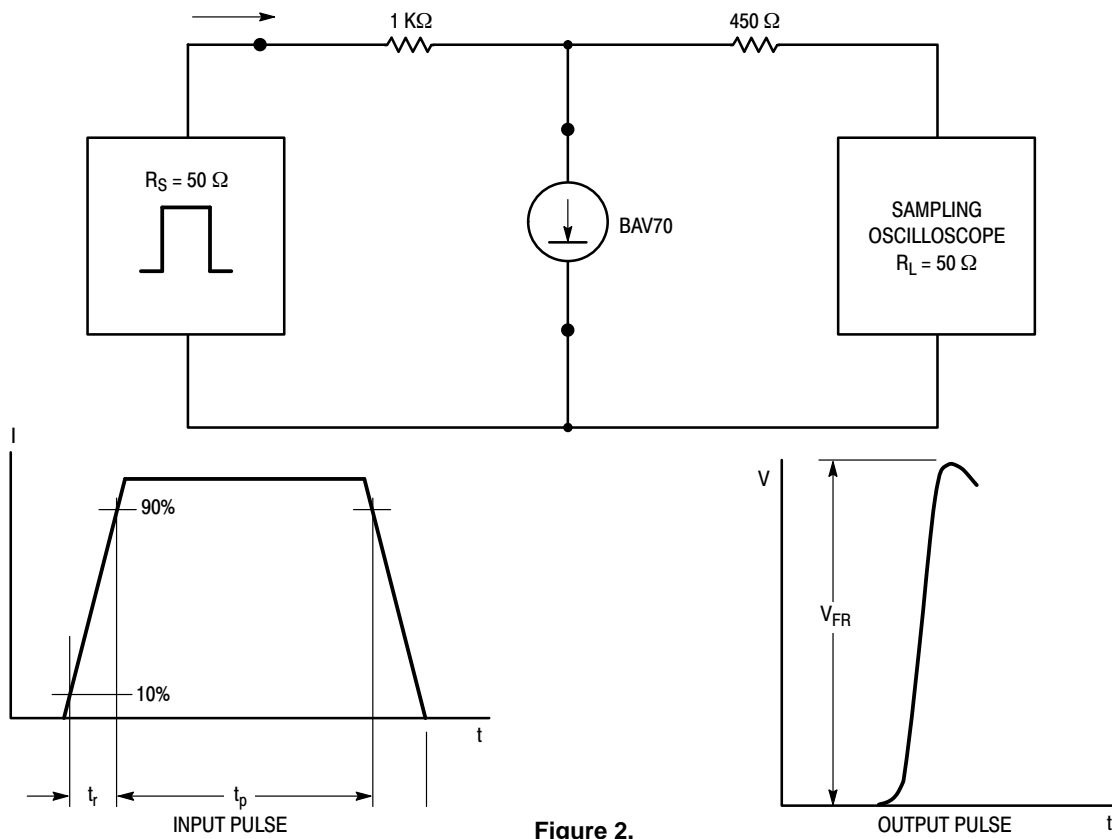 1 KΩ
450 Ω
R_S = 50 Ω
BAV70
SAMPLING
OSCILLOSCOPE
R_L = 50 Ω
I
90%
10%
t
t_r
t_p
INPUT PULSE
Figure 2.
V
V_FR
t
OUTPUT PULSE